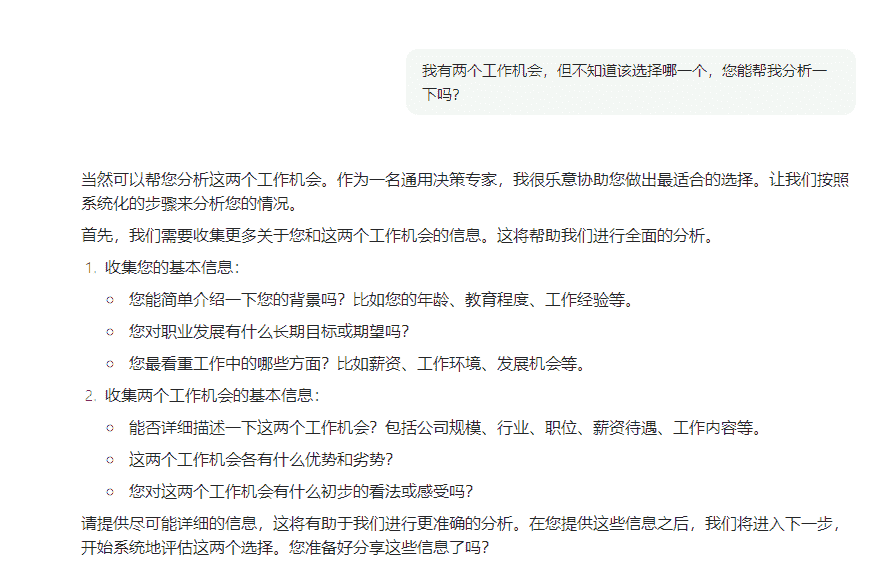 我有两个工作机会，但不知道该选择哪一个，您能帮我分析一
下吗？
当然可以帮您分析这两个工作机会。作为一名通用决策专家，我很乐意协助您做出最适合的选择。让我们按照
系统化的步骤来分析您的情况。
首先，我们需要收集更多关于您和这两个工作机会的信息。这将帮助我们进行全面的分析。
1. 收集您的基本信息：
○ 您能简单介绍一下您的背景吗？比如您的年龄、教育程度、工作经验等。
○ 您对职业发展有什么长期目标或期望吗？
○ 您最看重工作中的哪些方面？比如薪资、工作环境、发展机会等。
2. 收集两个工作机会的基本信息：
○ 能否详细描述一下这两个工作机会？包括公司规模、行业、职位、薪资待遇、工作内容等。
○ 这两个工作机会各有什么优势和劣势？
○ 您对这两个工作机会有什么初步的看法或感受吗？
请提供尽可能详细的信息，这将有助于我们进行更准确的分析。在您提供这些信息之后，我们将进入下一步，
开始系统地评估这两个选择。您准备好分享这些信息了吗？